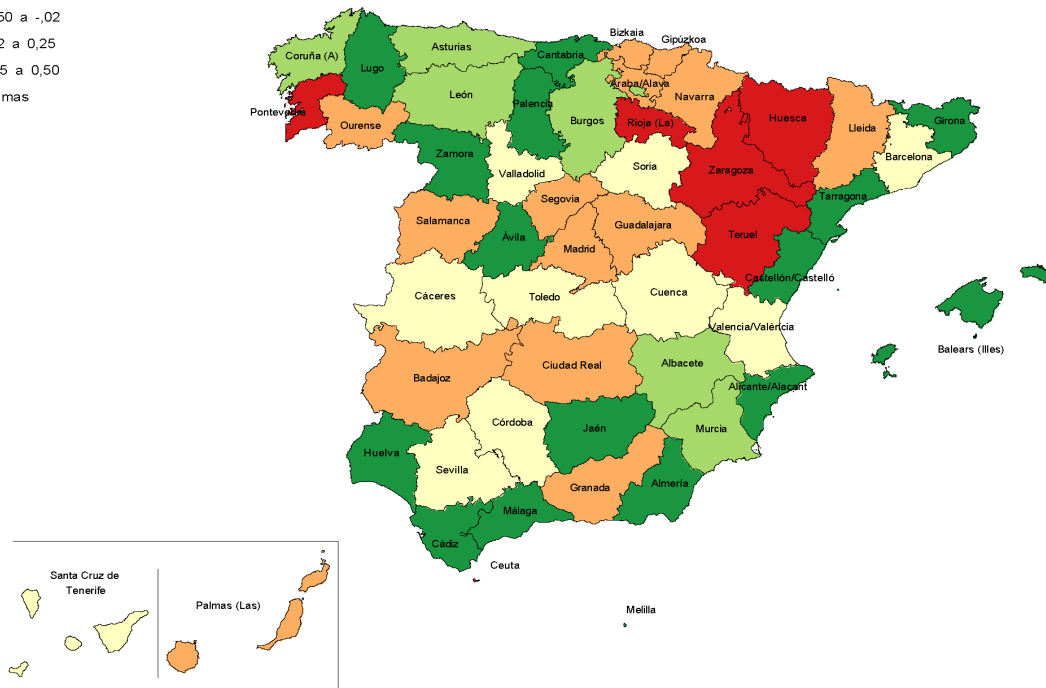 50 a -,02
2 a 0,25
5 a 0,50
mas
Bizkaia
Gipúzkoa
Coruña (A)
Asturias
Cantabria
Lugo
Araba/Alava
León
Navarra
Palencia
Pontevedra
Ourense
Burgos
Rioja (La)
Huesca
Lleida
Girona
Zamora
Barcelona
Valladolid
Soria
Zaragoza
Segovia
Tarragona
Salamanca
Guadalajara
Ávila
Madrid
Teruel
Castellón/Castelló
Cáceres
Toledo
Cuenca
Valencia/València
Balears (Illes)
Albacete
Ciudad Real
Badajoz
Alicante/Alacant
Córdoba
Jaén
Murcia
Huelva
Sevilla
Granada
Almería
Málaga
Cádiz
Ceuta
Santa Cruz de
Tenerife
Palmas (Las)
Melilla